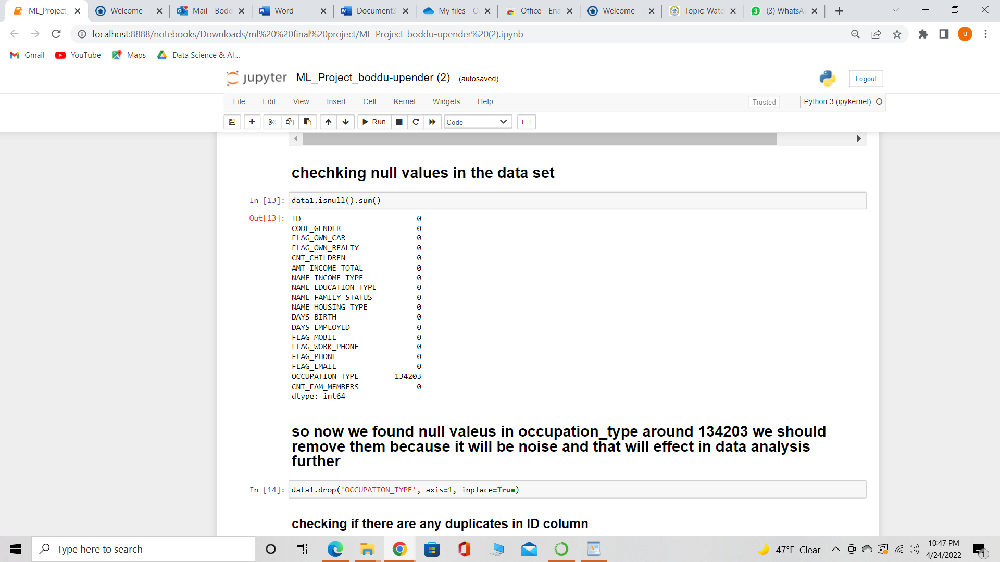 ML_Project_
Welcome -
Mail - Bodd
Word
Document3
My files - O
Office - Ena
Welcome -
Topic: Watc
(3) WhatsA
localhost:8888/notebooks/Downloads/ml%20%20final%20project/ML_Project_boddu-upender%20(2).ipynb
u
Gmail
YouTube
Maps
Data Science & AI...
jupyter ML_Project_boddu-upender (2) (autosaved)
Logout
File Edit View Insert Cell Kernel Widgets Help
Trusted
Python 3 (ipykernel)
Run
Code
chechking null values in the data set
In [13]: data1.isnull().sum()
Out[13]: ID 0
CODE_GENDER 0
FLAG_OWN_CAR 0
FLAG_OWN_REALTY 0
CNT_CHILDREN 0
AMT_INCOME_TOTAL 0
NAME_INCOME_TYPE 0
NAME_EDUCATION_TYPE 0
NAME_FAMILY_STATUS 0
NAME_HOUSING_TYPE 0
DAYS_BIRTH 0
DAYS_EMPLOYED 0
FLAG_MOBIL 0
FLAG_WORK_PHONE 0
FLAG_PHONE 0
FLAG_EMAIL 0
OCCUPATION_TYPE 134203
CNT_FAM_MEMBERS 0
dtype: int64
so now we found null valeus in occupation_type around 134203 we should
remove them because it will be noise and that will effect in data analysis
further
In [14]: data1.drop('OCCUPATION_TYPE', axis=1, inplace=True)
checking if there are any duplicates in ID column
Type here to search
47°F Clear
10:47 PM
4/24/2022
1